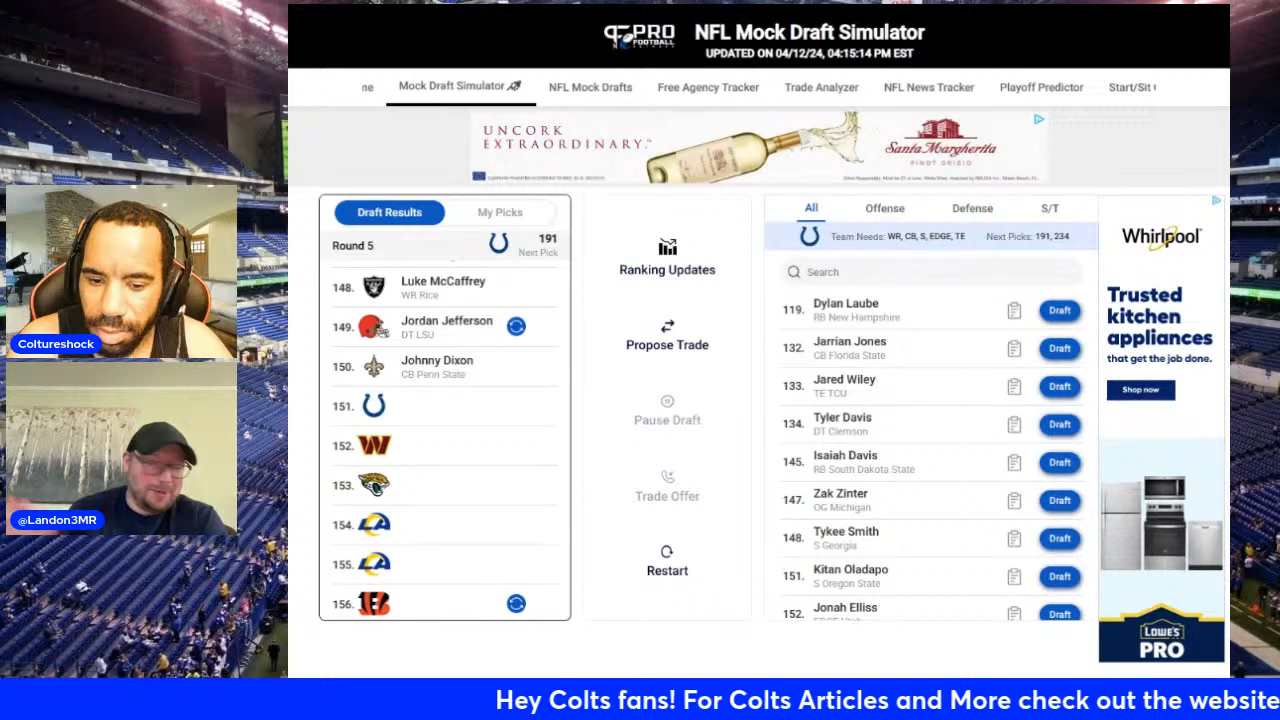 PRO
FOOTBALL
NFL Mock Draft Simulator
UPDATED ON 04/12/24, 04:15:14 PM EST
ne
Mock Draft Simulator
NFL Mock Drafts
Free Agency Tracker
Trade Analyzer
NFL News Tracker
Playoff Predictor
Start/Sit
UNCORK
EXTRAORDINARY.™
Santa Margherita
PINOT GRIGIO
Coltureshock
@Landon3MR
Draft Results
My Picks
Round 5
191
Next Pick
148.
Luke McCaffrey
WR Rice
149.
Jordan Jefferson
DT LSU
150.
Johnny Dixon
CB Penn State
151.
152.
153.
154.
155.
156.
Ranking Updates
Propose Trade
Pause Draft
Trade Offer
Restart
All
Offense
Defense
S/T
Team Needs: WR, CB, S, EDGE, TE
Next Picks: 191, 234
Search
119.
Dylan Laube
RB New Hampshire
Draft
132.
Jarrian Jones
CB Florida State
Draft
133.
Jared Wiley
TE TCU
Draft
134.
Tyler Davis
DT Clemson
Draft
145.
Isaiah Davis
RB South Dakota State
Draft
147.
Zak Zinter
OG Michigan
Draft
148.
Tykee Smith
S Georgia
Draft
151.
Kitan Oladapo
S Oregon State
Draft
152.
Jonah Elliss
Draft
Whirlpool
Trusted
kitchen
appliances
that get the job done.
Shop now
LOWE'S
PRO
Hey Colts fans! For Colts Articles and More check out the website